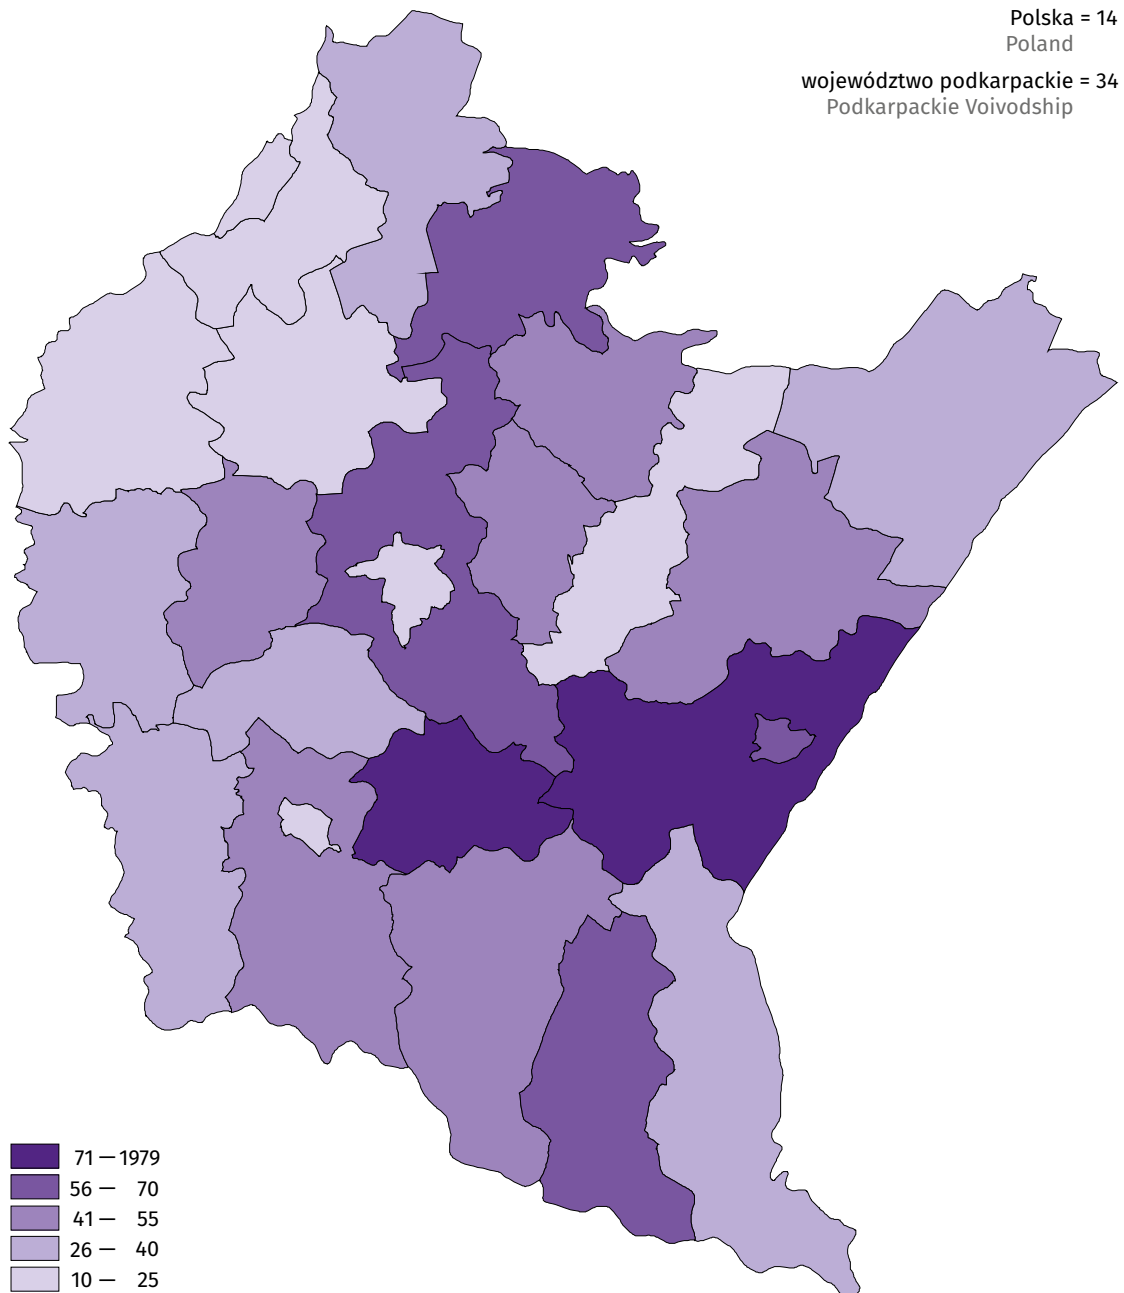 Polska = 14
Poland
województwo podkarpackie = 34
Podkarpackie Voivodship
71 — 1979
56 — 70
41 — 55
26 — 40
10 — 25